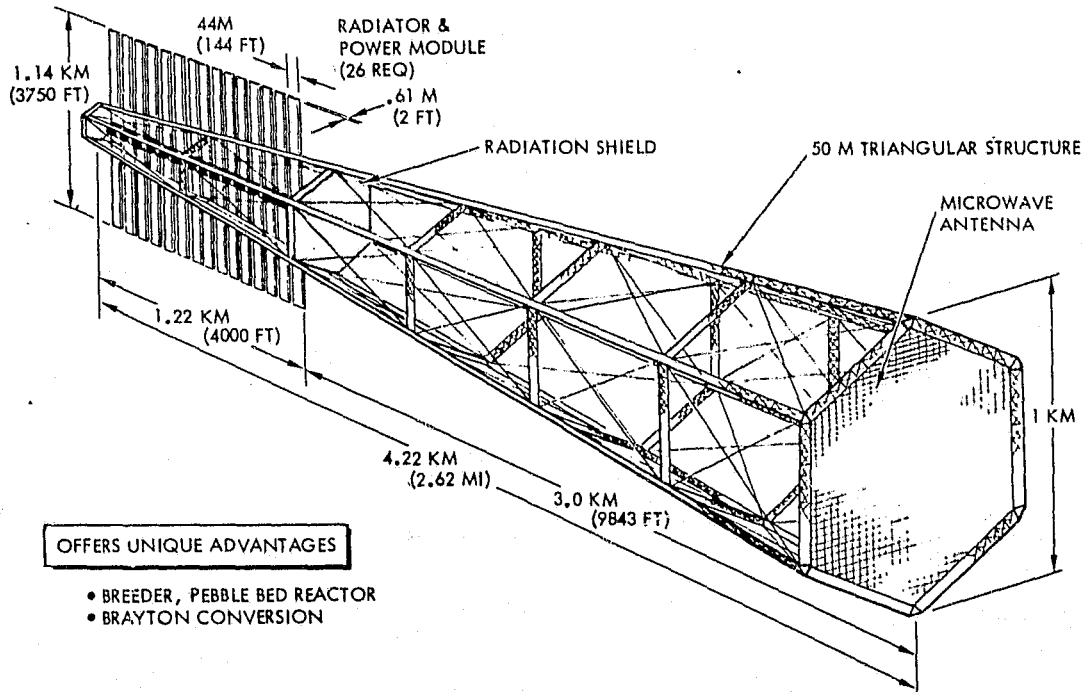 44M
(144 FT)
RADIATOR &
POWER MODULE
(26 REQ)
1.14 KM
(3750 FT)
.61 M
(2 FT)
RADIATION SHIELD
50 M TRIANGULAR STRUCTURE
MICROWAVE
ANTENNA
1.22 KM
(4000 FT)
1 KM
4.22 KM
(2.62 MI)
3.0 KM
(9843 FT)
OFFERS UNIQUE ADVANTAGES
• BREEDER, PEBBLE BED REACTOR
• BRAYTON CONVERSION